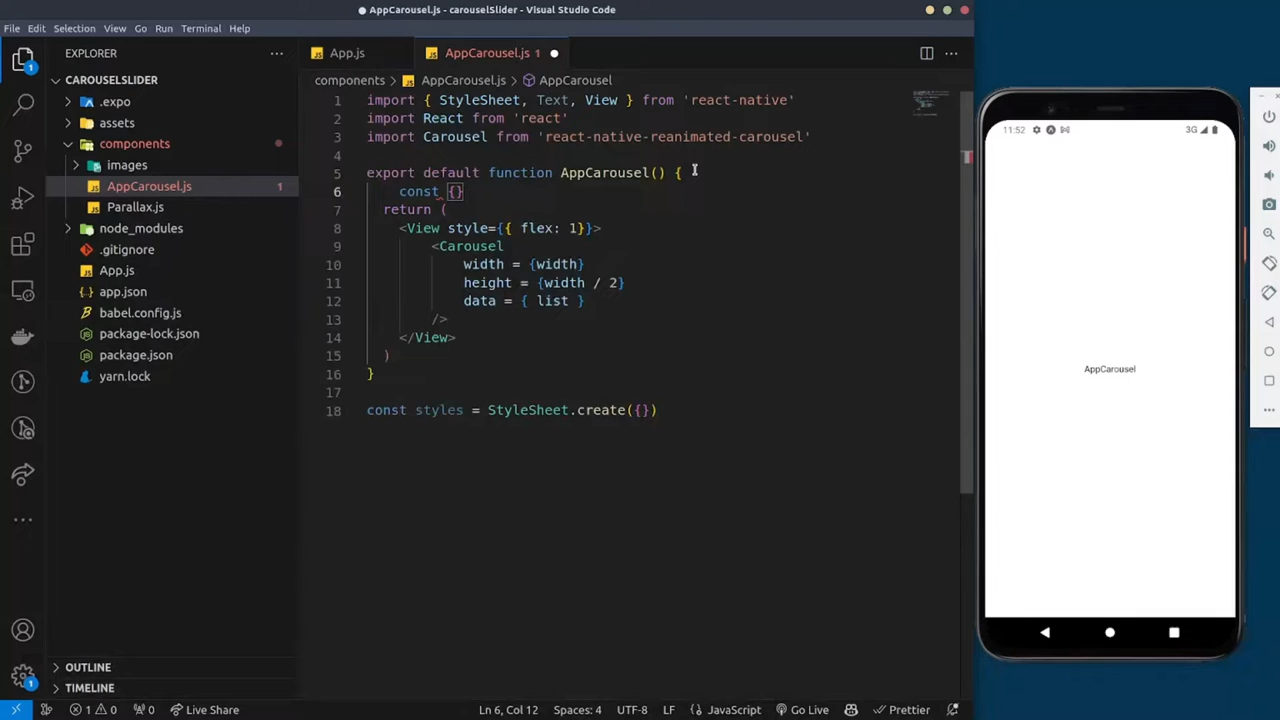 AppCarousel.js - carouselSlider - Visual Studio Code
File Edit Selection View Go Run Terminal Help
EXPLORER
CAROUSELSLIDER
.expo
assets
components
images
AppCarousel.js 1
Parallax.js
node_modules
.gitignore
App.js
app.json
babel.config.js
package-lock.json
package.json
yarn.lock
OUTLINE
TIMELINE
App.js AppCarousel.js 1
components > AppCarousel.js > AppCarousel
1 import { StyleSheet, Text, View } from 'react-native'
2 import React from 'react'
3 import Carousel from 'react-native-reanimated-carousel'
4
5 export default function AppCarousel() {
6 const {}
7 return (
8 <View style={{ flex: 1}}>
9 <Carousel
10 width = {width}
11 height = {width / 2}
12 data = { list }
13 />
14 </View>
15 )
16 }
17
18 const styles = StyleSheet.create({})
1 0 0 Live Share Ln 6, Col 12 Spaces: 4 UTF-8 LF JavaScript Go Live Prettier
11:52 3G
AppCarousel
1
1